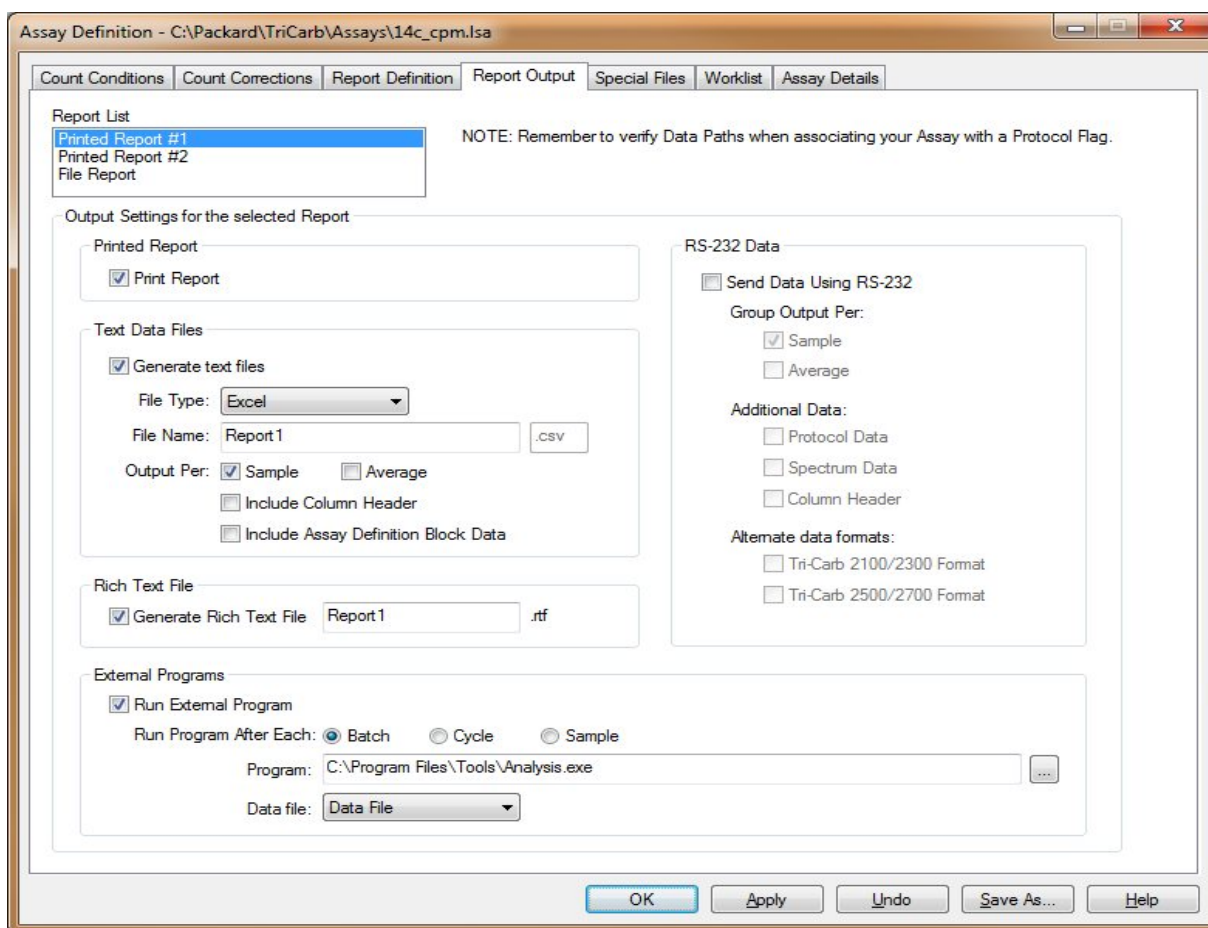 Assay Definition - C:\Packard\TriCarb\Assays\14c_cpm.lsa
Count Conditions Count Corrections Report Definition Report Output Special Files Worklist Assay Details
Report List
Printed Report #1
Printed Report #2
File Report
NOTE: Remember to verify Data Paths when associating your Assay with a Protocol Flag.
Output Settings for the selected Report
Printed Report
Print Report
Text Data Files
Generate text files
File Type: Excel
File Name: Report1 .csv
Output Per: Sample Average
Include Column Header
Include Assay Definition Block Data
Rich Text File
Generate Rich Text File Report1 .rtf
RS-232 Data
Send Data Using RS-232
Group Output Per:
Sample
Average
Additional Data:
Protocol Data
Spectrum Data
Column Header
Alternate data formats:
Tri-Carb 2100/2300 Format
Tri-Carb 2500/2700 Format
External Programs
Run External Program
Run Program After Each: Batch Cycle Sample
Program: C:\Program Files\Tools\Analysis.exe ...
Data file: Data File
OK Apply Undo Save As... Help